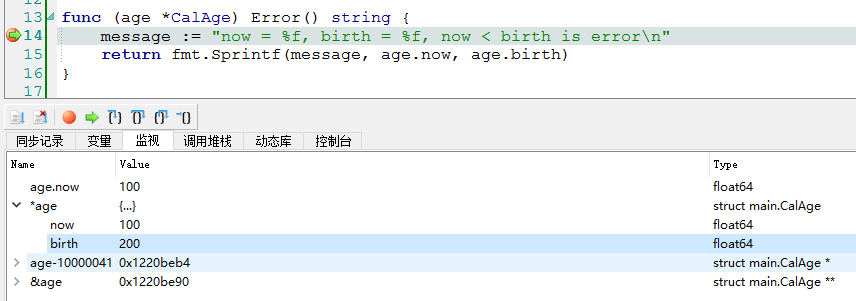 12
13 func (age *CalAge) Error() string {
14 message := "now = %f, birth = %f, now < birth is error\n"
15 return fmt.Sprintf(message, age.now, age.birth)
16 }
17
同步记录 变量 监视 调用堆栈 动态库 控制台
Name Value Type
age.now 100 float64
*age {...} struct main.CalAge
now 100 float64
birth 200 float64
age-10000041 0x1220beb4 struct main.CalAge *
&age 0x1220be90 struct main.CalAge **